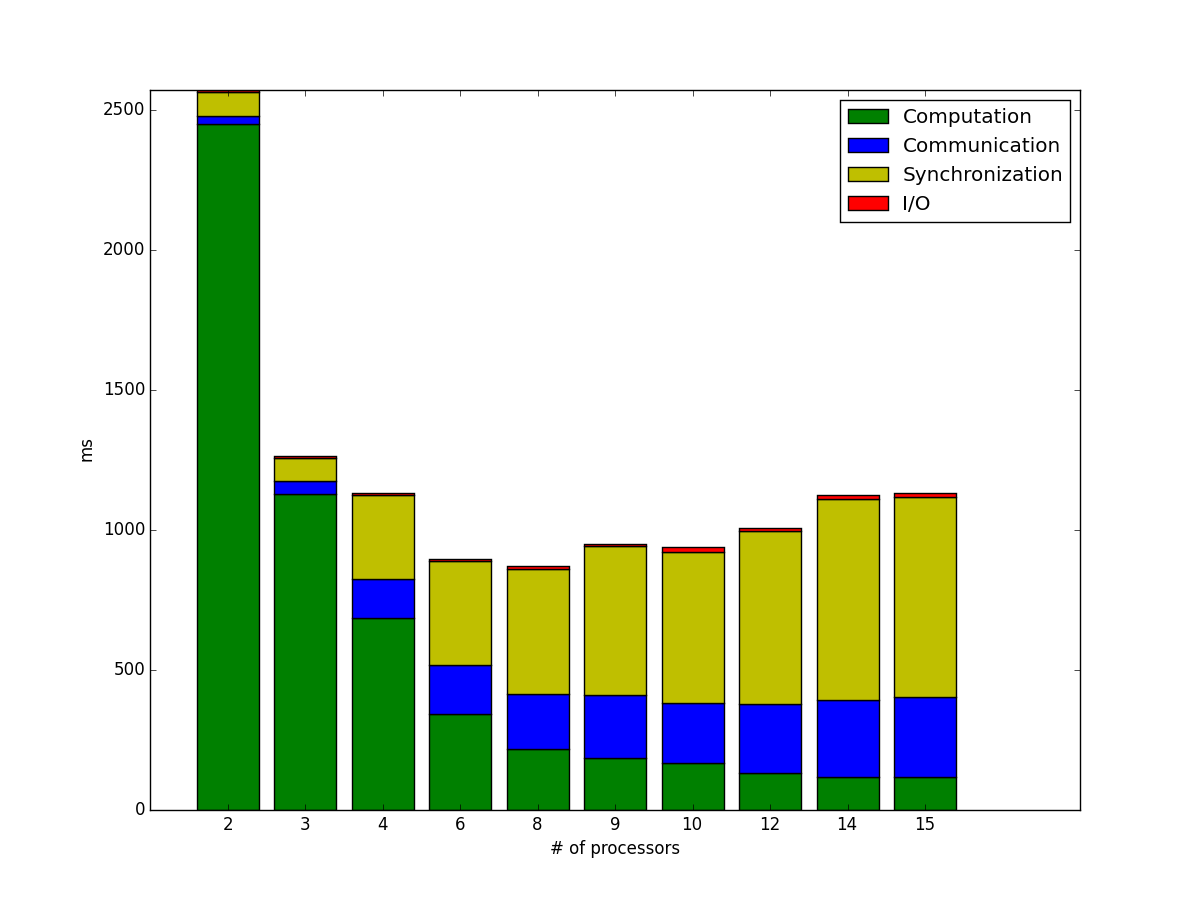 2500
2000
1500
1000
500
0
ms
Computation
Communication
Synchronization
I/O
2 3 4 6 8 9 10 12 14 15
# of processors